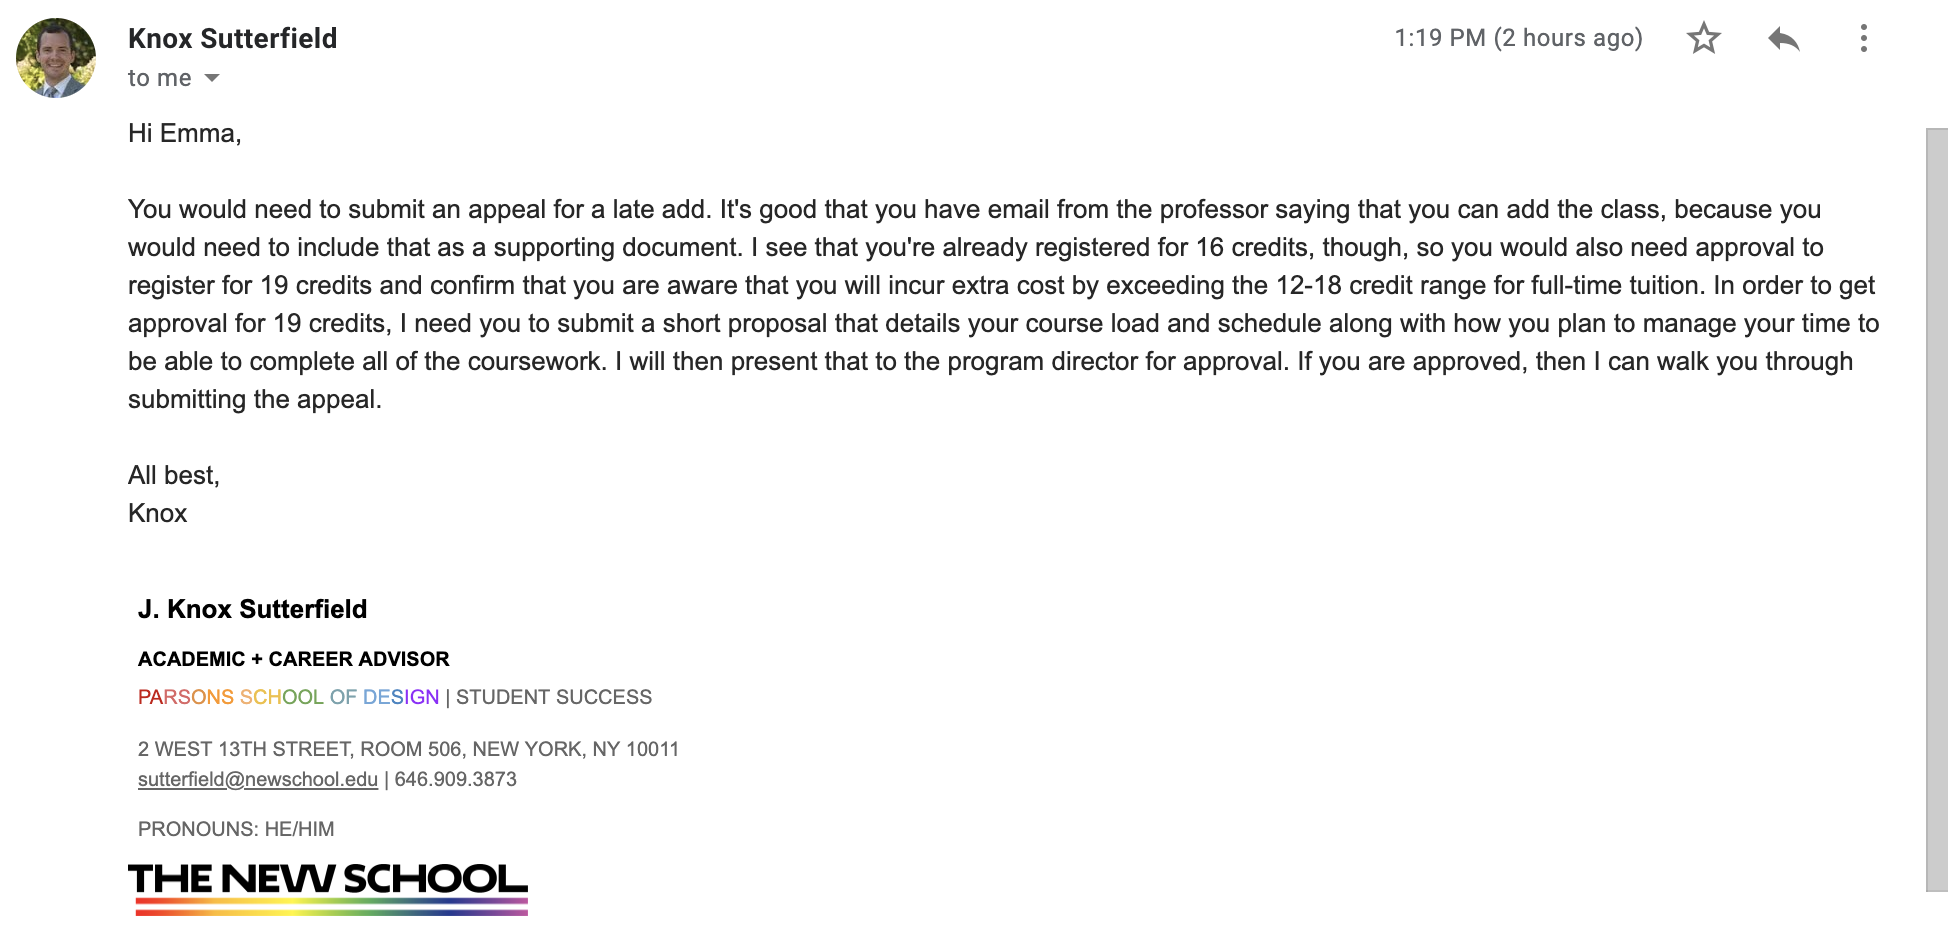 Knox Sutterfield
1:19 PM (2 hours ago)
to me
Hi Emma,
You would need to submit an appeal for a late add. It's good that you have email from the professor saying that you can add the class, because you
would need to include that as a supporting document. I see that you're already registered for 16 credits, though, so you would also need approval to
register for 19 credits and confirm that you are aware that you will incur extra cost by exceeding the 12-18 credit range for full-time tuition. In order to get
approval for 19 credits, I need you to submit a short proposal that details your course load and schedule along with how you plan to manage your time to
be able to complete all of the coursework. I will then present that to the program director for approval. If you are approved, then I can walk you through
submitting the appeal.
All best,
Knox
J. Knox Sutterfield
ACADEMIC + CAREER ADVISOR
PARSONS SCHOOL OF DESIGN | STUDENT SUCCESS
2 WEST 13TH STREET, ROOM 506, NEW YORK, NY 10011
sutterfield@newschool.edu | 646.909.3873
PRONOUNS: HE/HIM
THE NEW SCHOOL